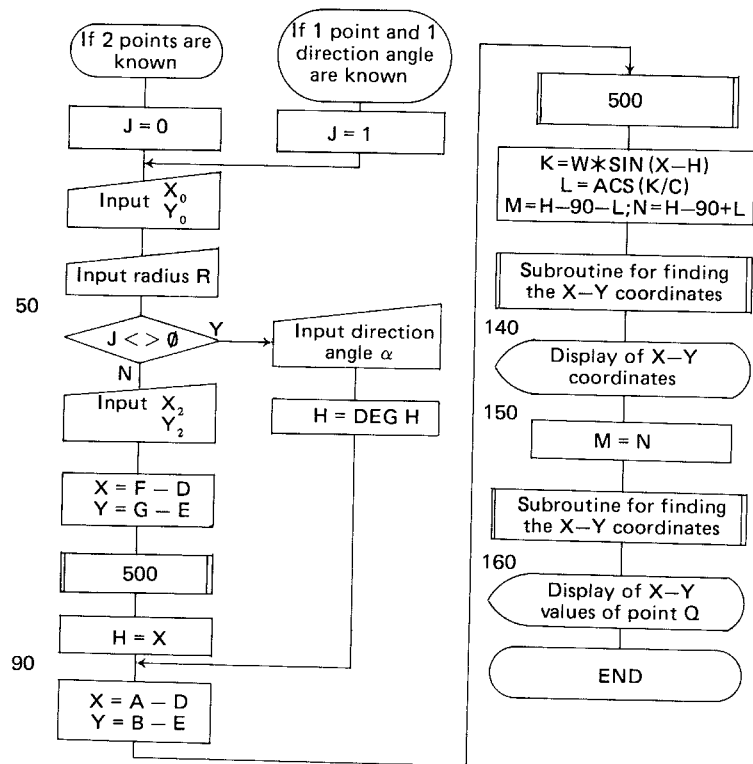 If 2 points are
known
If 1 point and 1
direction angle
are known
J = 0
J = 1
Input X₀
Y₀
Input radius R
50
J < > Ø
Y
N
Input direction
angle α
Input X₂
Y₂
H = DEG H
X = F – D
Y = G – E
500
H = X
90
X = A – D
Y = B – E
500
K=W*SIN (X–H)
L = ACS (K/C)
M=H–90–L; N=H–90+L
Subroutine for finding
the X–Y coordinates
140
Display of X–Y
coordinates
150
M = N
Subroutine for finding
the X–Y coordinates
160
Display of X–Y
values of point Q
END